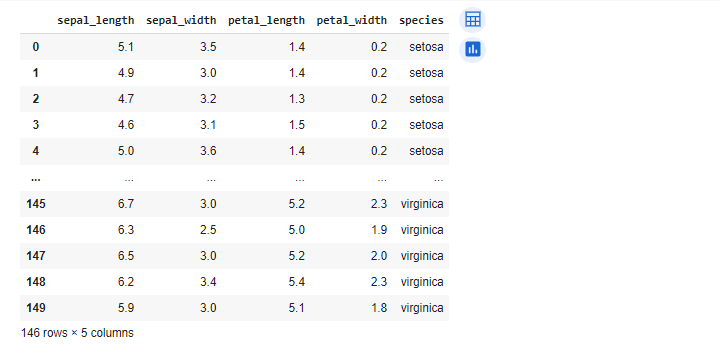 sepal_length sepal_width petal_length petal_width species
0 5.1 3.5 1.4 0.2 setosa
1 4.9 3.0 1.4 0.2 setosa
2 4.7 3.2 1.3 0.2 setosa
3 4.6 3.1 1.5 0.2 setosa
4 5.0 3.6 1.4 0.2 setosa
... ... ... ... ... ...
145 6.7 3.0 5.2 2.3 virginica
146 6.3 2.5 5.0 1.9 virginica
147 6.5 3.0 5.2 2.0 virginica
148 6.2 3.4 5.4 2.3 virginica
149 5.9 3.0 5.1 1.8 virginica
146 rows × 5 columns